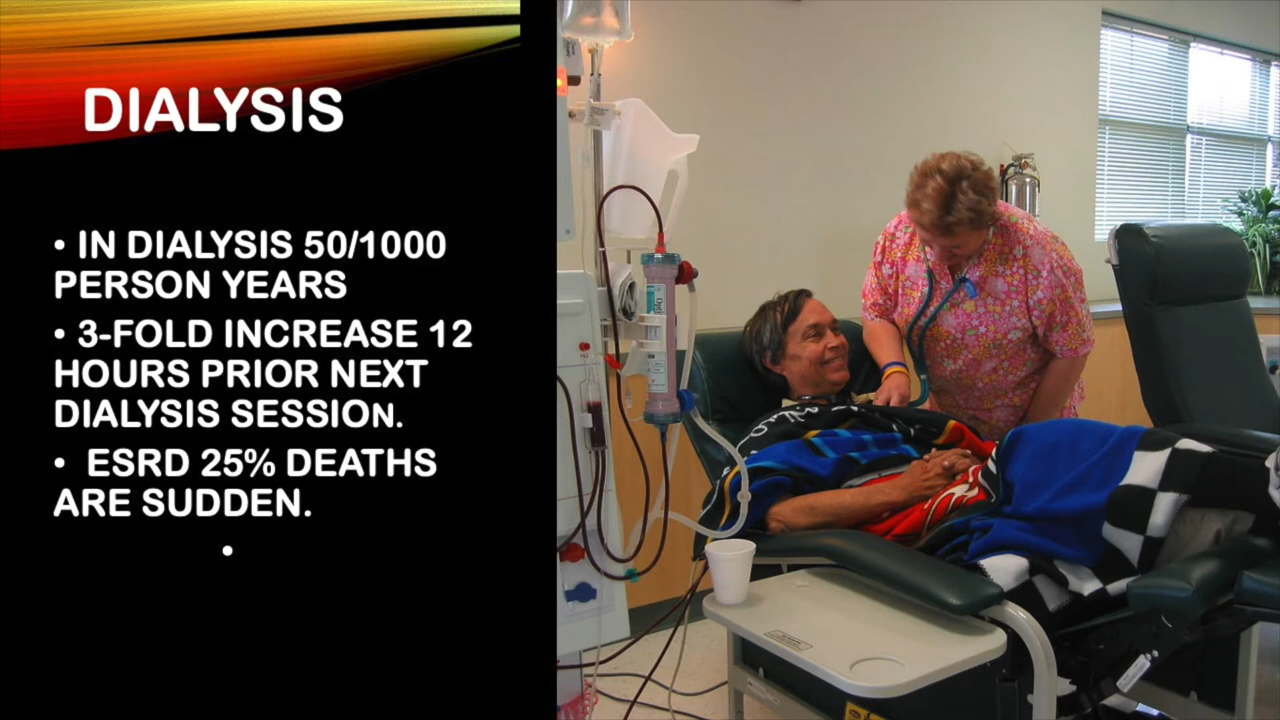 DIALYSIS
• IN DIALYSIS 50/1000
PERSON YEARS
• 3-FOLD INCREASE 12
HOURS PRIOR NEXT
DIALYSIS SESSION.
• ESRD 25% DEATHS
ARE SUDDEN.
•